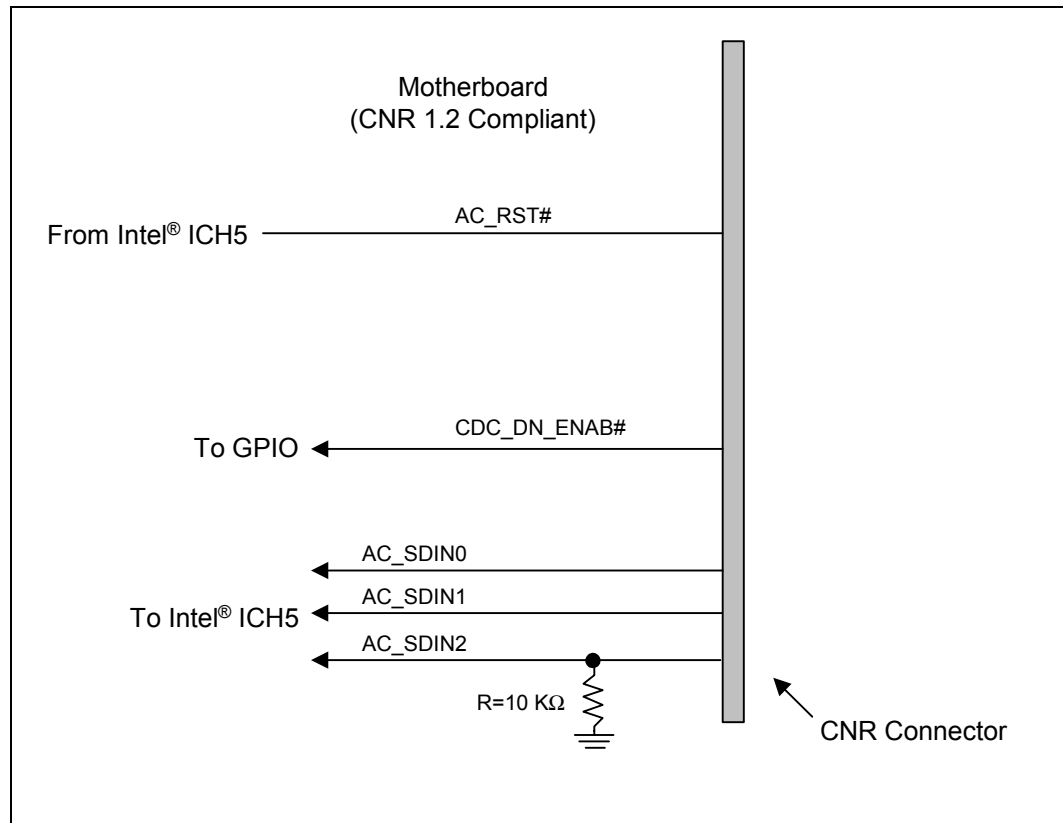 Motherboard
(CNR 1.2 Compliant)
AC_RST#
From Intel® ICH5
CDC_DN_ENAB#
To GPIO
AC_SDIN0
AC_SDIN1
To Intel® ICH5
AC_SDIN2
R=10 KΩ
CNR Connector